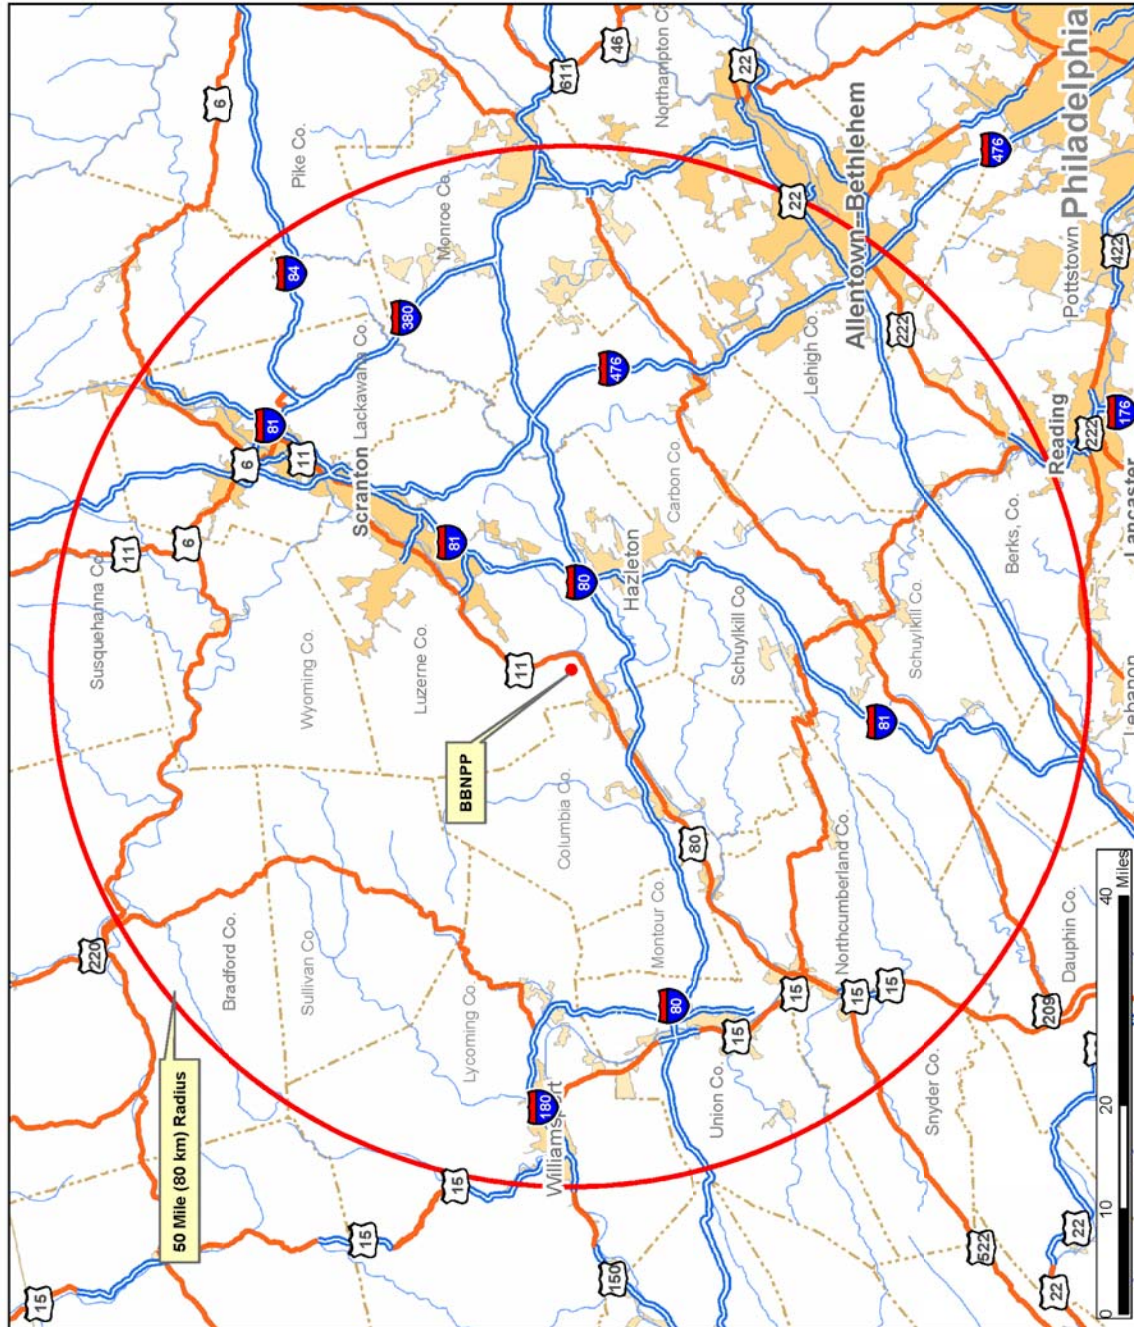 15
220
Susquehanna Co
11
50 Mile (80 km) Radius
6
6
Bradford Co.
6
81
84
Pike Co.
Sullivan Co.
Wyoming Co.
11
15
Scranton
Lackawana Co.
380
Luzerne Co.
81
Monroe Co.
15
Lycoming Co.
BBNPP
11
180
Williamsport
Columbia Co.
611
80
150
476
46
Hazleton
Montour Co.
Northampton Co
80
Carbon Co.
80
Union Co.
15
Schuylkill Co.
22
15
22
Lehigh Co.
Northcumberland Co.
15
Allentown--Bethlehem
81
15
222
Schuylkill Co.
Snyder Co.
522
476
Berks, Co.
22
209
Reading
Dauphin Co.
Pottstown
Philadelphia
22
222
0 10 20 40
Miles
422
176
Lebanon
Lancaster